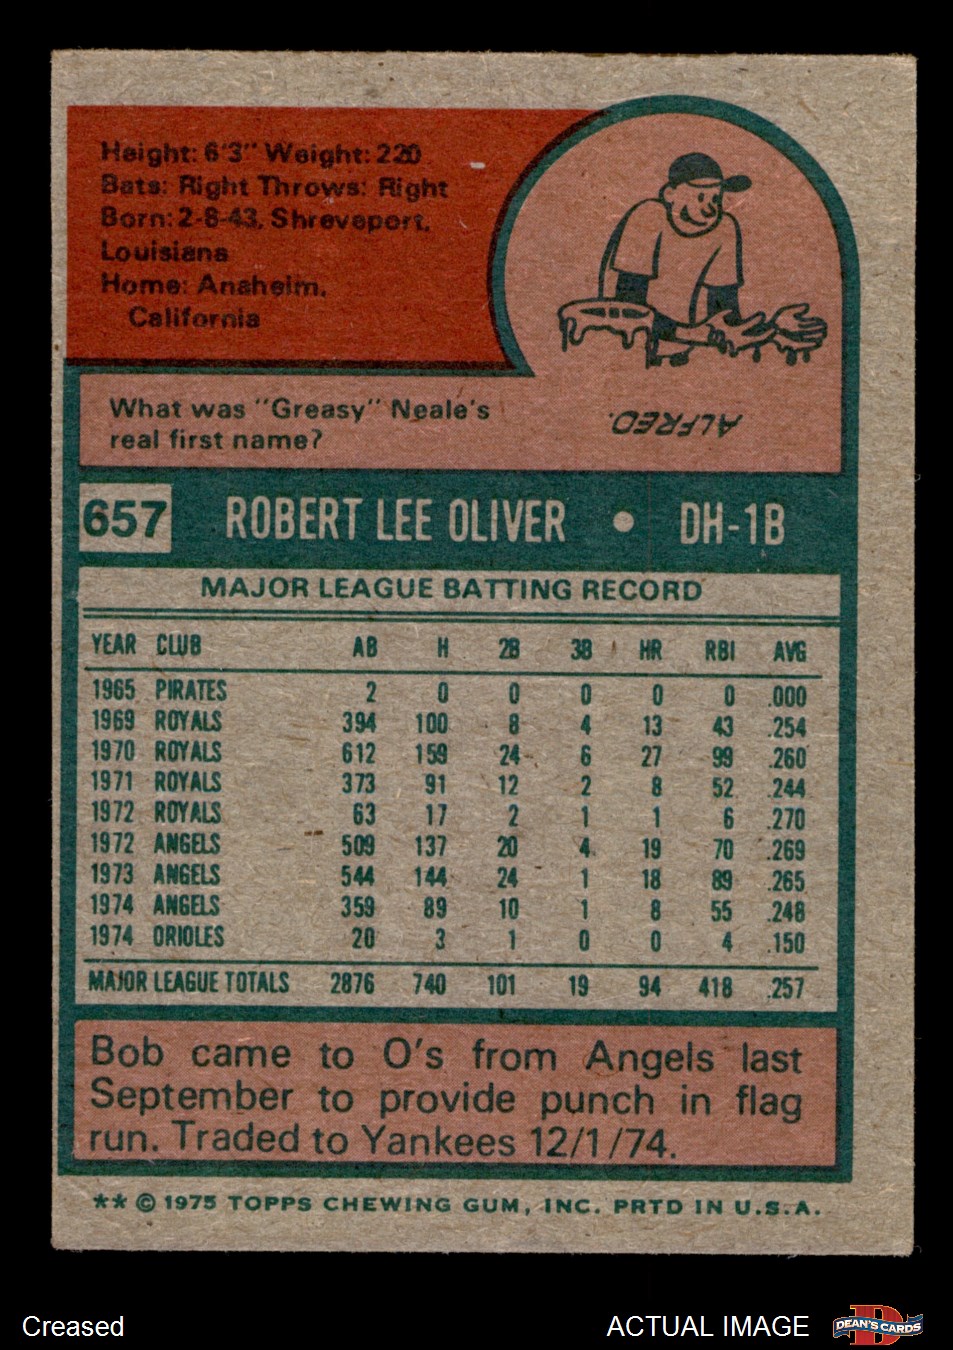 Height: 6'3" Weight: 220
Bats: Right Throws: Right
Born: 2-8-43, Shreveport,
Louisiana
Home: Anaheim,
California
What was "Greasy" Neale's
real first name?
ALFRED.
657 ROBERT LEE OLIVER • DH-1B
MAJOR LEAGUE BATTING RECORD
YEAR CLUB AB H 2B 3B HR RBI AVG
1965 PIRATES 2 0 0 0 0 0 .000
1969 ROYALS 394 100 8 4 13 43 .254
1970 ROYALS 612 159 24 6 27 99 .260
1971 ROYALS 373 91 12 2 8 52 .244
1972 ROYALS 63 17 2 1 1 6 .270
1972 ANGELS 509 137 20 4 19 70 .269
1973 ANGELS 544 144 24 1 18 89 .265
1974 ANGELS 359 89 10 1 8 55 .248
1974 ORIOLES 20 3 1 0 0 4 .150
MAJOR LEAGUE TOTALS 2876 740 101 19 94 418 .257
Bob came to O's from Angels last
September to provide punch in flag
run. Traded to Yankees 12/1/74.
** © 1975 TOPPS CHEWING GUM, INC. PRTD IN U.S.A.
Creased
ACTUAL IMAGE
D
DEAN'S CARDS